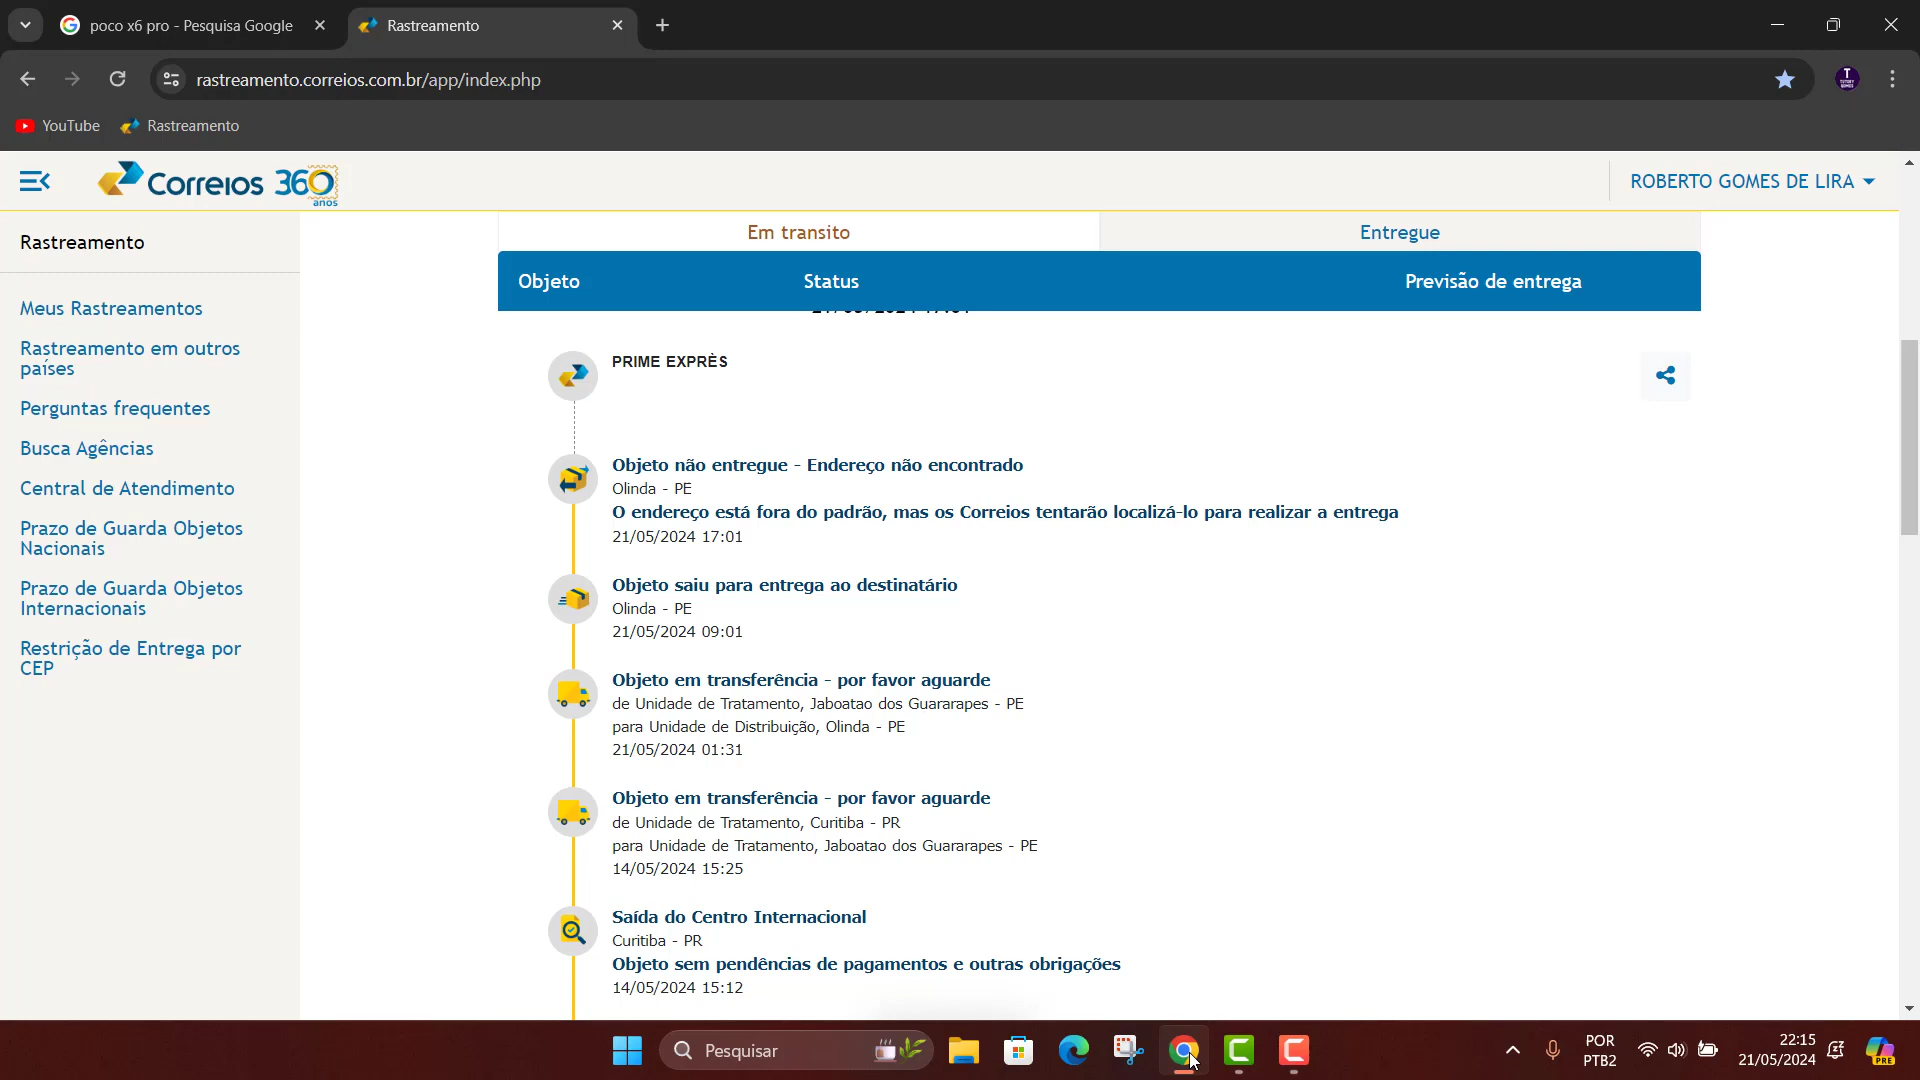 poco x6 pro - Pesquisa Google
Rastreamento
rastreamento.correios.com.br/app/index.php
T
YouTube
Rastreamento
Correios 360 anos
ROBERTO GOMES DE LIRA
Rastreamento
Meus Rastreamentos
Rastreamento em outros
países
Perguntas frequentes
Busca Agências
Central de Atendimento
Prazo de Guarda Objetos
Nacionais
Prazo de Guarda Objetos
Internacionais
Restrição de Entrega por
CEP
Em transito
Entregue
Objeto
Status
Previsão de entrega
PRIME EXPRÈS
Objeto não entregue - Endereço não encontrado
Olinda - PE
O endereço está fora do padrão, mas os Correios tentarão localizá-lo para realizar a entrega
21/05/2024 17:01
Objeto saiu para entrega ao destinatário
Olinda - PE
21/05/2024 09:01
Objeto em transferência - por favor aguarde
de Unidade de Tratamento, Jaboatao dos Guararapes - PE
para Unidade de Distribuição, Olinda - PE
21/05/2024 01:31
Objeto em transferência - por favor aguarde
de Unidade de Tratamento, Curitiba - PR
para Unidade de Tratamento, Jaboatao dos Guararapes - PE
14/05/2024 15:25
Saída do Centro Internacional
Curitiba - PR
Objeto sem pendências de pagamentos e outras obrigações
14/05/2024 15:12
Pesquisar
POR
PTB2
22:15
21/05/2024
PRE